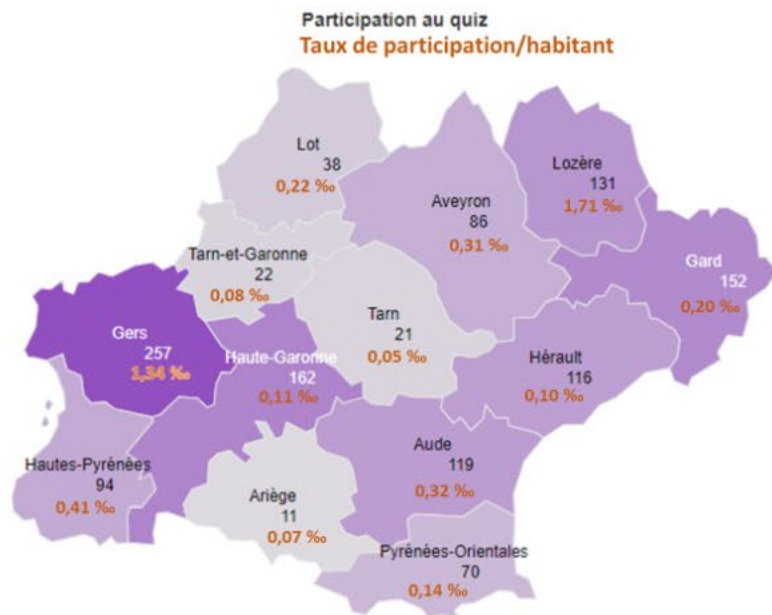 Participation au quiz
Taux de participation/habitant
Lot
38
0,22 ‰
Lozère
131
1,71 ‰
Aveyron
86
0,31 ‰
Tarn-et-Garonne
22
0,08 ‰
Gard
152
0,20 ‰
Gers
257
1,34 ‰
Tarn
21
0,05 ‰
Haute-Garonne
162
0,11 ‰
Hérault
116
0,10 ‰
Hautes-Pyrénées
94
0,41 ‰
Aude
119
0,32 ‰
Ariège
11
0,07 ‰
Pyrénées-Orientales
70
0,14 ‰